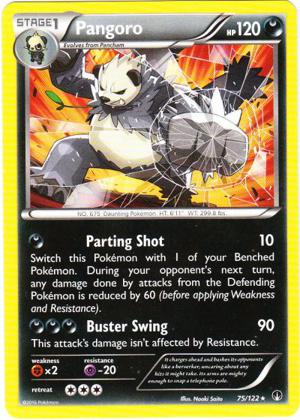 STAGE 1
Pangoro
HP 120
Evolves from Pancham
NO. 675 Daunting Pokémon. HT: 6'11" WT: 299.8 lbs.
Parting Shot 10
Switch this Pokémon with 1 of your Benched
Pokémon. During your opponent's next turn,
any damage done by attacks from the Defending
Pokémon is reduced by 60 (before applying Weakness
and Resistance).
Buster Swing 90
This attack's damage isn't affected by Resistance.
weakness
×2
resistance
-20
retreat
It charges ahead and bashes its opponents
like a berserker, uncaring about any
hits it might take. Its arms are mighty
enough to snap a telephone pole.
Illus. Naoki Saito
75/122 ★
©2016 Pokémon